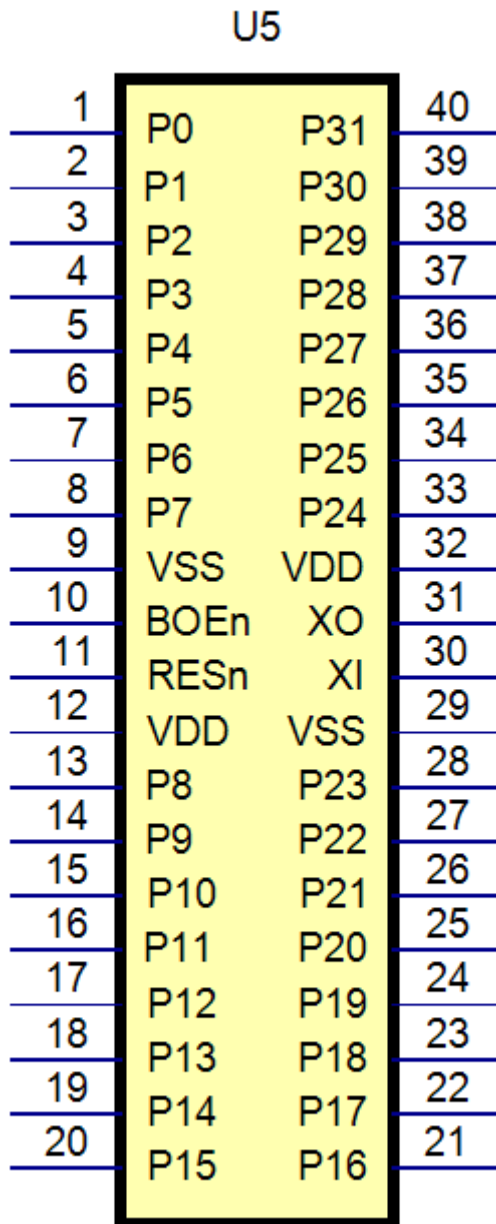 U5
1 P0 P31 40
2 P1 P30 39
3 P2 P29 38
4 P3 P28 37
5 P4 P27 36
6 P5 P26 35
7 P6 P25 34
8 P7 P24 33
9 VSS VDD 32
10 BOEn XO 31
11 RESn XI 30
12 VDD VSS 29
13 P8 P23 28
14 P9 P22 27
15 P10 P21 26
16 P11 P20 25
17 P12 P19 24
18 P13 P18 23
19 P14 P17 22
20 P15 P16 21